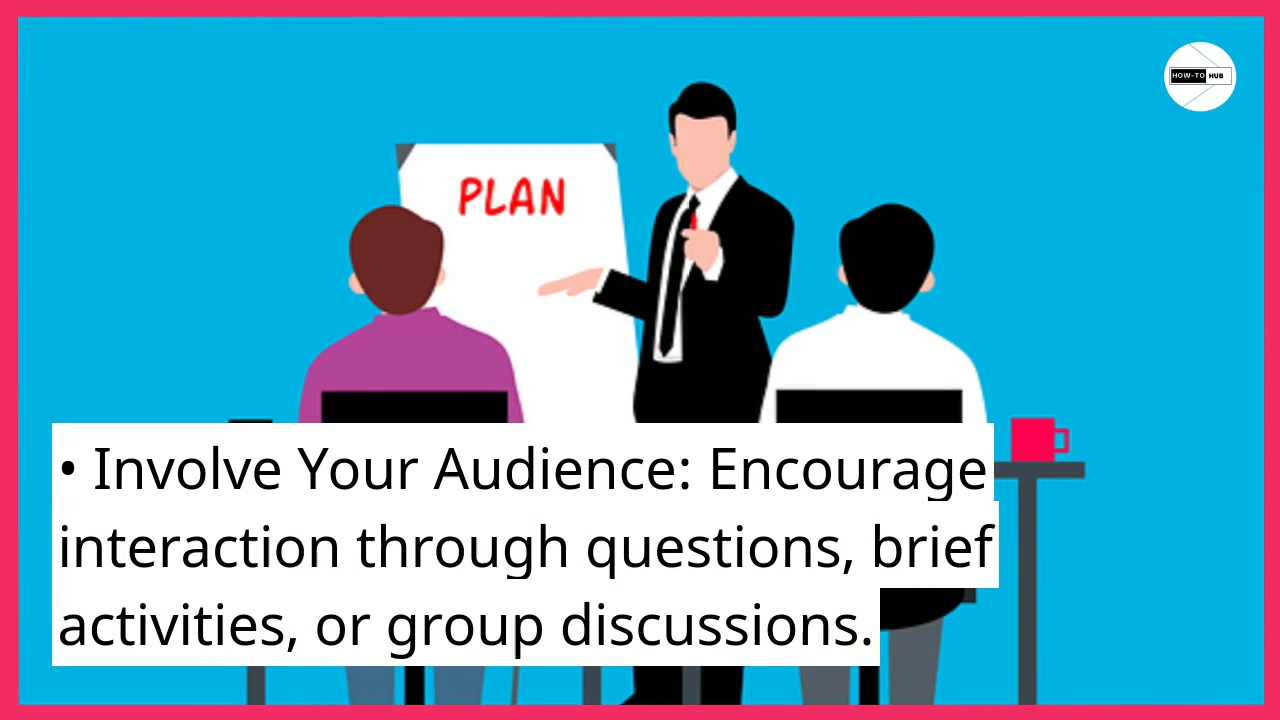 HOW-TO HUB
PLAN
• Involve Your Audience: Encourage
interaction through questions, brief
activities, or group discussions.